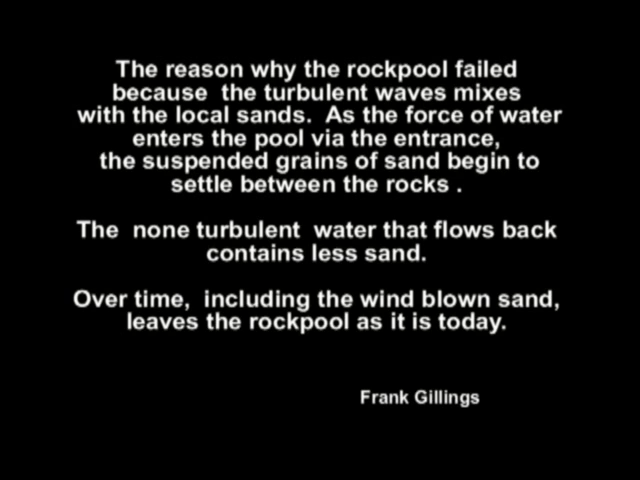 The reason why the rockpool failed
because the turbulent waves mixes
with the local sands. As the force of water
enters the pool via the entrance,
the suspended grains of sand begin to
settle between the rocks .
The none turbulent water that flows back
contains less sand.
Over time, including the wind blown sand,
leaves the rockpool as it is today.
Frank Gillings